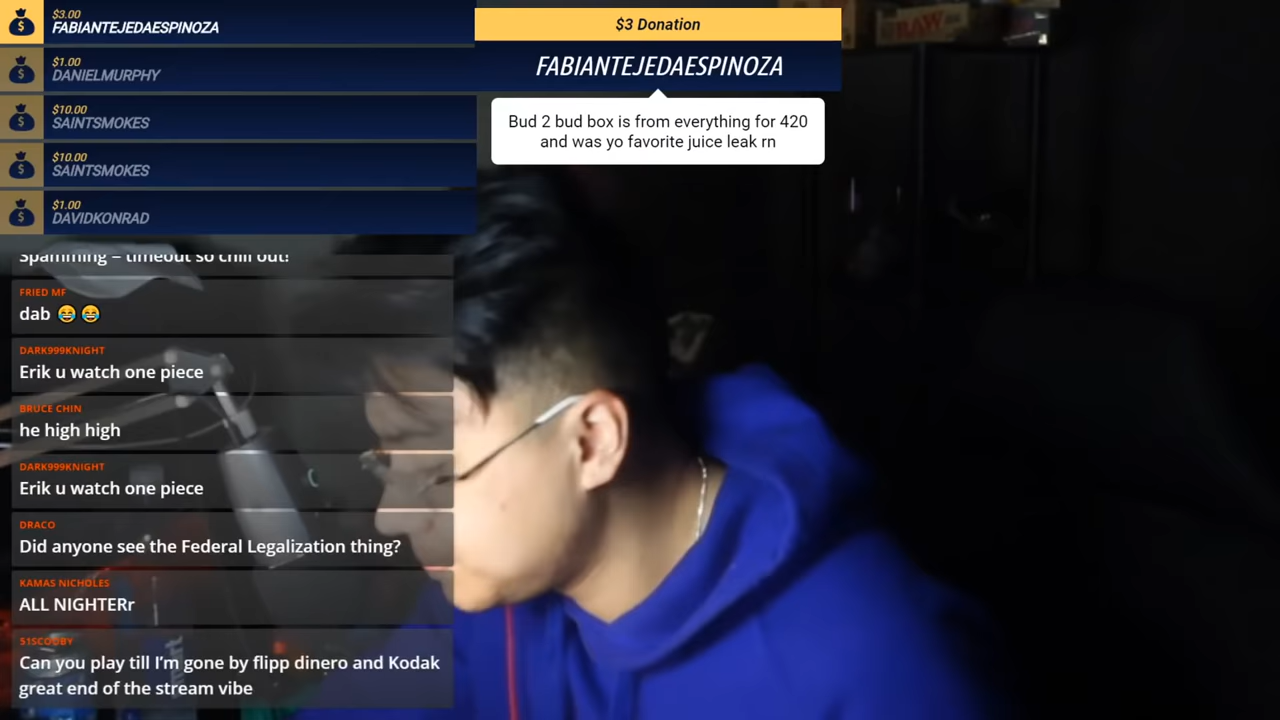 $3.00
FABIANTEJEDAESPINOZA
$1.00
DANIELMURPHY
$10.00
SAINTSMOKES
$10.00
SAINTSMOKES
$1.00
DAVIDKONRAD
$3 Donation
FABIANTEJEDAESPINOZA
Bud 2 bud box is from everything for 420
and was yo favorite juice leak rn
RAW
Spamming = timeout so chill out!
FRIED MF
dab 😂 😂
DARK999KNIGHT
Erik u watch one piece
BRUCE CHIN
he high high
DARK999KNIGHT
Erik u watch one piece
DRACO
Did anyone see the Federal Legalization thing?
KAMAS NICHOLES
ALL NIGHTERr
51SCOOBY
Can you play till I'm gone by flipp dinero and Kodak
great end of the stream vibe